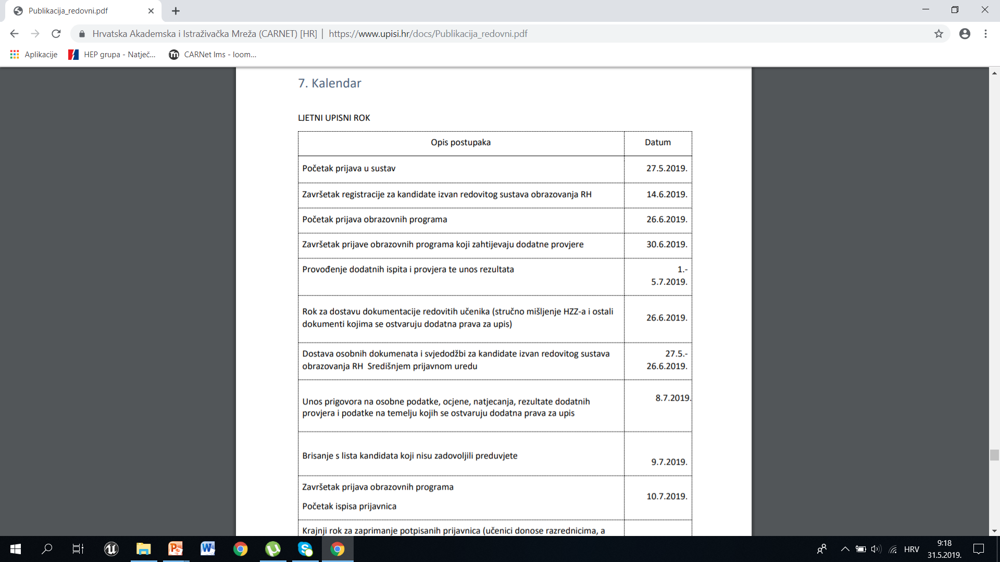 Publikacija_redovni.pdf
Hrvatska Akademska i Istraživačka Mreža (CARNET) [HR] | https://www.upisi.hr/docs/Publikacija_redovni.pdf
Aplikacije
HEP grupa - Natječ...
CARNet lms - loom...
7. Kalendar
LJETNI UPISNI ROK
Opis postupaka Datum
Početak prijava u sustav 27.5.2019.
Završetak registracije za kandidate izvan redovitog sustava obrazovanja RH 14.6.2019.
Početak prijava obrazovnih programa 26.6.2019.
Završetak prijave obrazovnih programa koji zahtijevaju dodatne provjere 30.6.2019.
Provođenje dodatnih ispita i provjera te unos rezultata 1.-
5.7.2019.
Rok za dostavu dokumentacije redovitih učenika (stručno mišljenje HZZ-a i ostali
dokumenti kojima se ostvaruju dodatna prava za upis) 26.6.2019.
Dostava osobnih dokumenata i svjedodžbi za kandidate izvan redovitog sustava 27.5.-
obrazovanja RH  Središnjem prijavnom uredu 26.6.2019.
Unos prigovora na osobne podatke, ocjene, natjecanja, rezultate dodatnih 8.7.2019.
provjera i podatke na temelju kojih se ostvaruju dodatna prava za upis
Brisanje s lista kandidata koji nisu zadovoljili preduvjete 9.7.2019.
Završetak prijava obrazovnih programa 10.7.2019.
Početak ispisa prijavnica
Krajnji rok za zaprimanje potpisanih prijavnica (učenici donose razrednicima, a
HRV
9:18
31.5.2019.